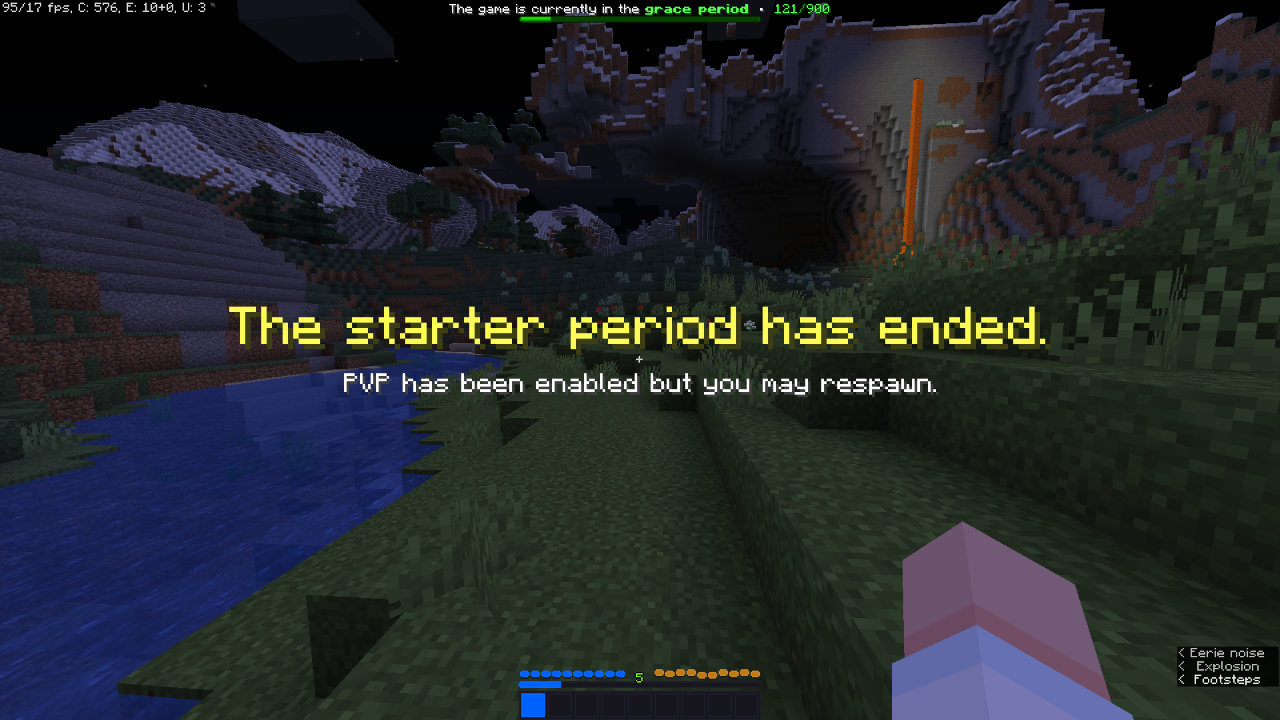 95/17 fps, C: 576, E: 10+0, U: 3
The game is currently in the grace period • 121/900
The starter period has ended.
PVP has been enabled but you may respawn.
5
< Eerie noise
< Explosion
< Footsteps